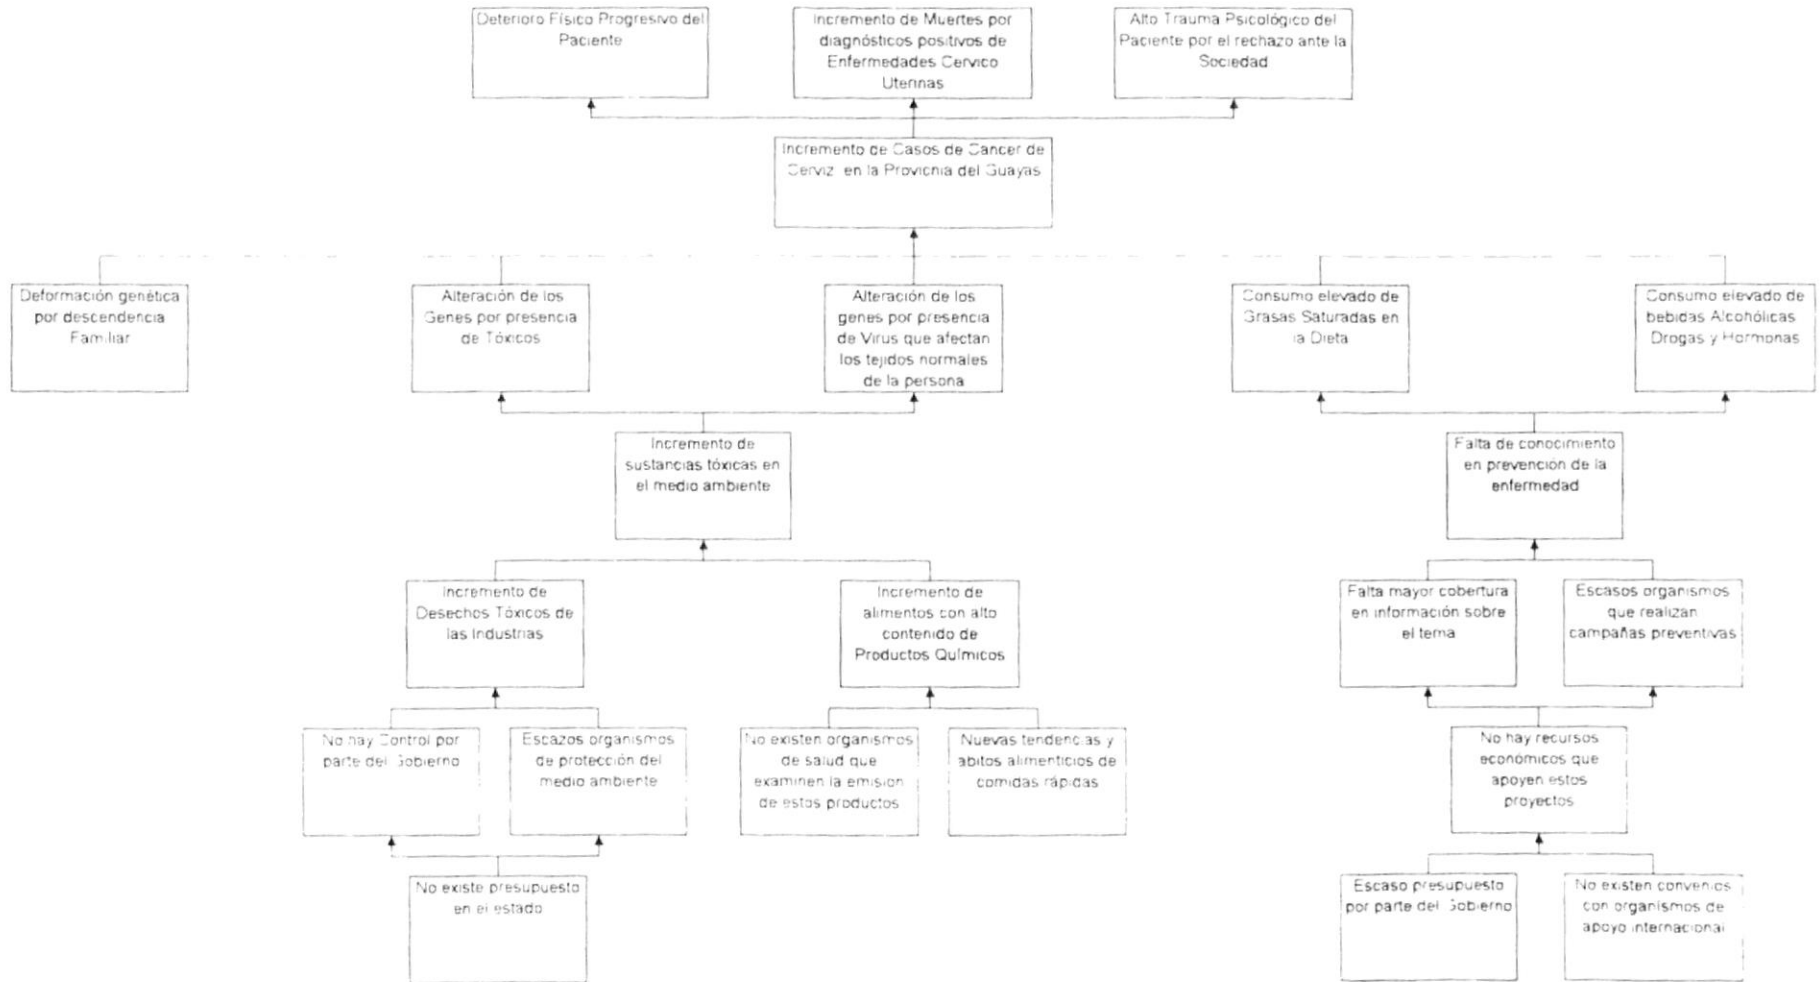 Deterioro Físico Progresivo del
Paciente
Incremento de Muertes por
diagnósticos positivos de
Enfermedades Cervico
Uterinas
Alto Trauma Psicológico del
Paciente por el rechazo ante la
Sociedad
Incremento de Casos de Cancer de
Cerviz en la Provicnia del Guayas
Deformación genética
por descendencia
Familiar
Alteración de los
Genes por presencia
de Tóxicos
Alteración de los
genes por presencia
de Virus que afectan
los tejidos normales
de la persona
Consumo elevado de
Grasas Saturadas en
la Dieta
Consumo elevado de
bebidas Alcohólicas
Drogas y Hormonas
Incremento de
sustancias tóxicas en
el medio ambiente
Falta de conocimiento
en prevención de la
enfermedad
Incremento de
Desechos Tóxicos de
las Industrias
Incremento de
alimentos con alto
contenido de
Productos Químicos
Falta mayor cobertura
en información sobre
el tema
Escasos organismos
que realizan
campañas preventivas
No hay Control por
parte del Gobierno
Escazos organismos
de protección del
medio ambiente
No existen organismos
de salud que
examinen la emision
de estos productos
Nuevas tendencias y
abitos alimenticios de
comidas rápidas
No hay recursos
económicos que
apoyen estos
proyectos
No existe presupuesto
en el estado
Escaso presupuesto
por parte del Gobierno
No existen convenios
con organismos de
apoyo internacional